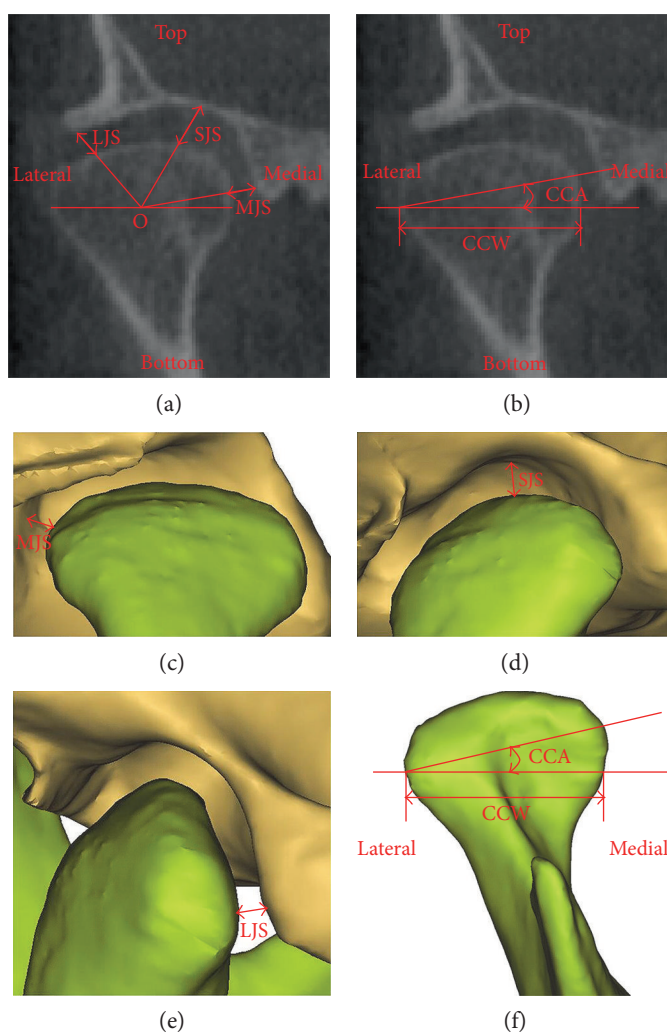 Top
LJS
SJS
Lateral
Medial
MJS
O
Bottom
(a)
Top
Lateral
Medial
CCA
CCW
Bottom
(b)
MJS
(c)
SJS
(d)
LJS
(e)
CCA
CCW
Lateral
Medial
(f)